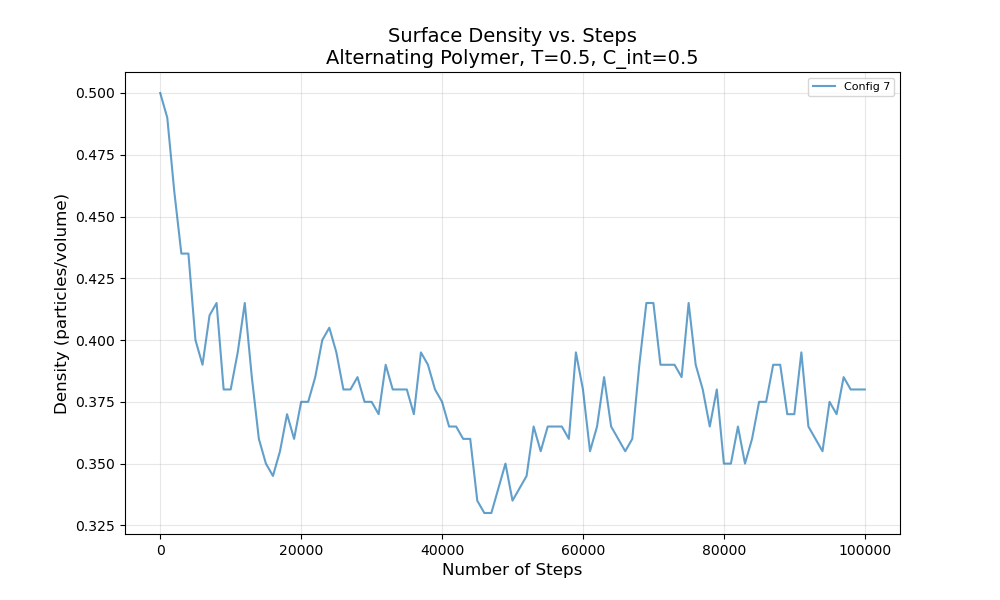 Surface Density vs. Steps
Alternating Polymer, T=0.5, C_int=0.5
Config 7
Density (particles/volume)
0.500
0.475
0.450
0.425
0.400
0.375
0.350
0.325
0
20000
40000
60000
80000
100000
Number of Steps